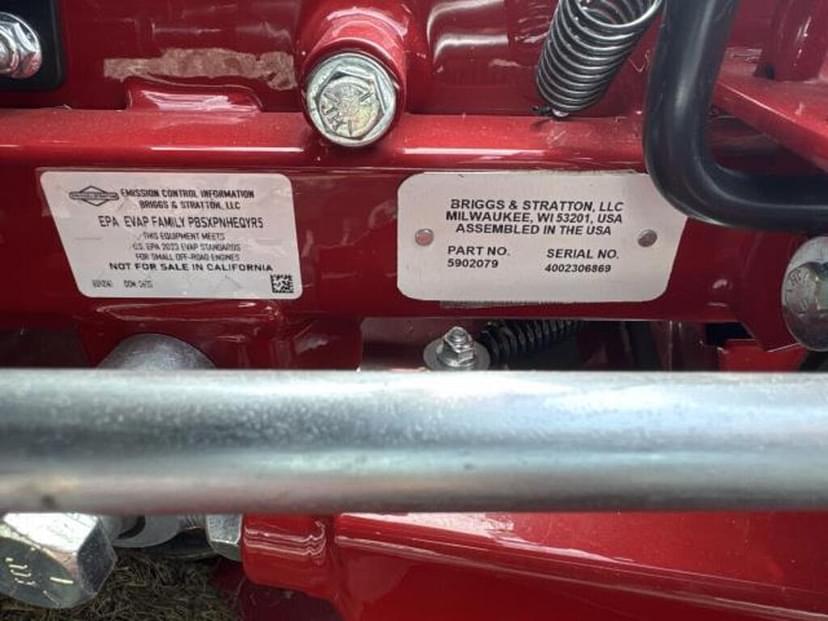 EMISSION CONTROL INFORMATION
BRIGGS & STRATTON, LLC
EPA EVAP FAMILY PBSXPNHEQYR5
THIS EQUIPMENT MEETS
U.S. EPA 2023 EVAP STANDARDS
FOR SMALL OFF-ROAD ENGINES
NOT FOR SALE IN CALIFORNIA
DOM:
BRIGGS & STRATTON, LLC
MILWAUKEE, WI 53201, USA
ASSEMBLED IN THE USA
PART NO. SERIAL NO.
5902079 4002306869